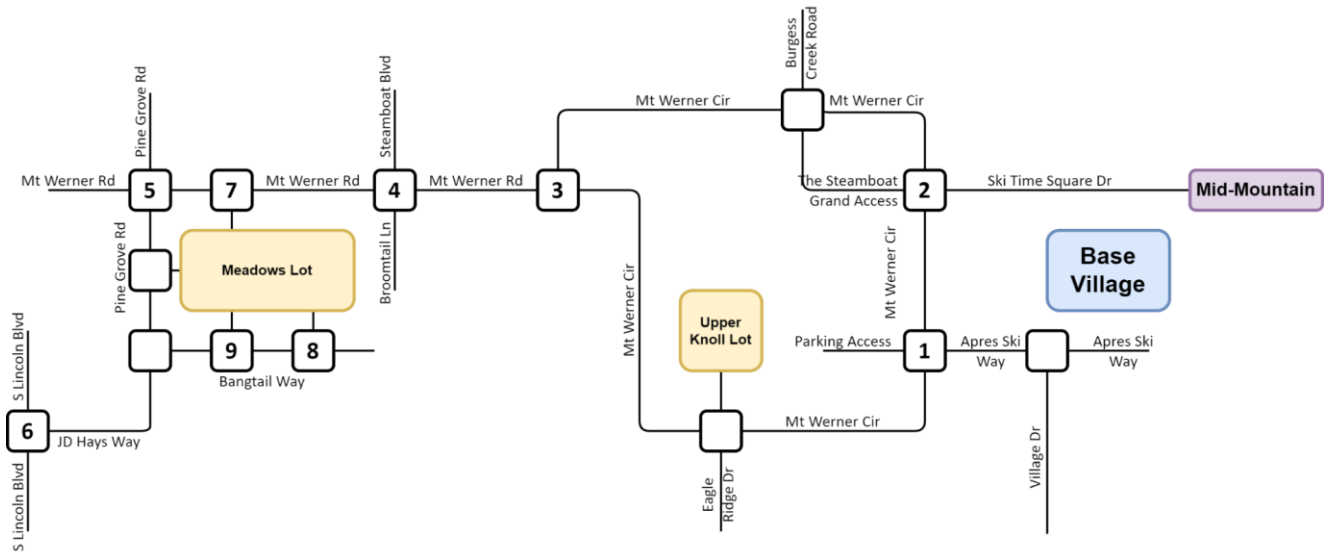 Burgess
Creek Road
Mt Werner Cir
Mt Werner Cir
Pine Grove Rd
Steamboat Blvd
Mt Werner Rd
5
7
Mt Werner Rd
4
Mt Werner Rd
3
The Steamboat
Grand Access
2
Ski Time Square Dr
Mid-Mountain
Pine Grove Rd
Meadows Lot
Broomtail Ln
Mt Werner Cir
Upper
Knoll Lot
Mt Werner Cir
Base
Village
S Lincoln Blvd
9
8
Bangtail Way
Parking Access
1
Apres Ski
Way
Apres Ski
Way
6
JD Hays Way
Mt Werner Cir
S Lincoln Blvd
Eagle
Ridge Dr
Village Dr